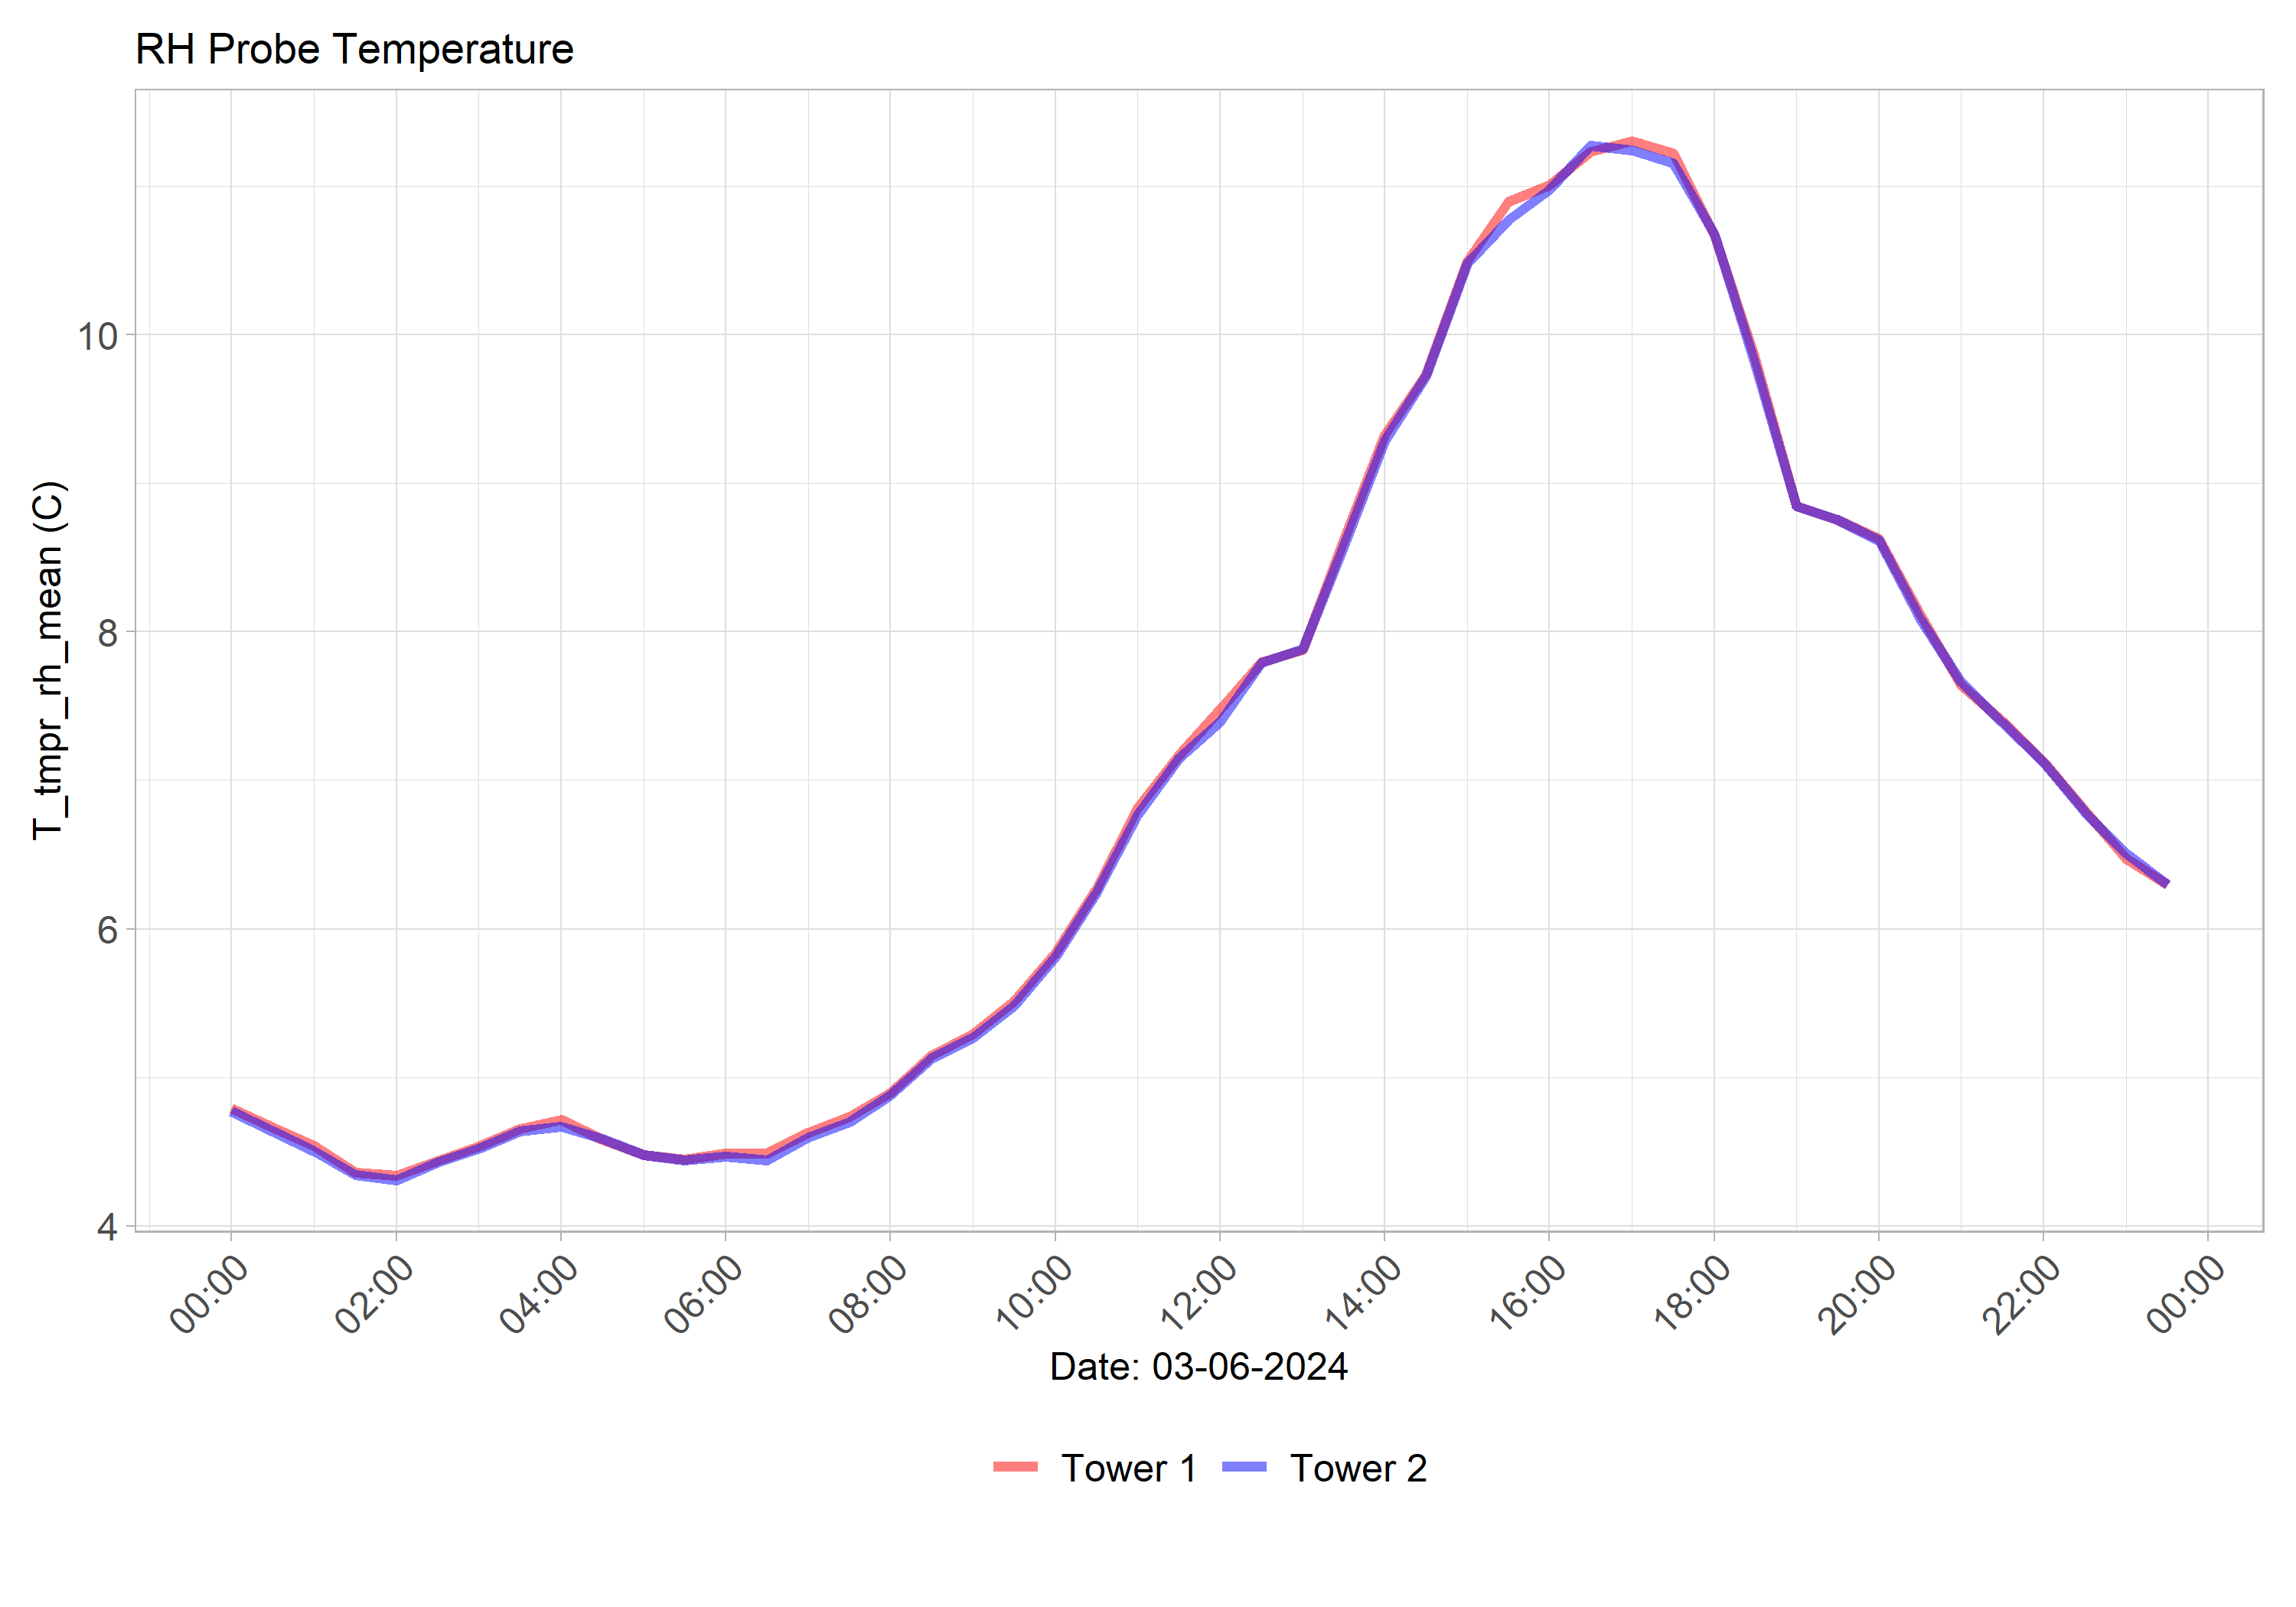 RH Probe Temperature
T_tmpr_rh_mean (C)
10
8
6
4
00:00 02:00 04:00 06:00 08:00 10:00 12:00 14:00 16:00 18:00 20:00 22:00 00:00
Date: 03-06-2024
Tower 1 Tower 2